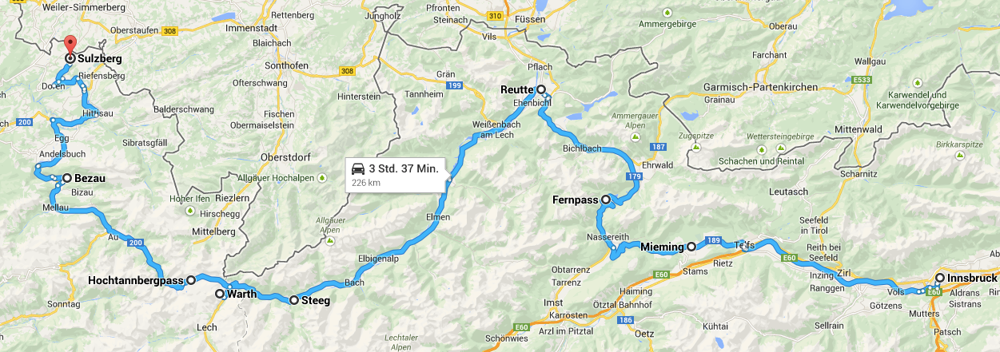 Weiler-Simmerberg
Jungholz
Pfronten
Steinach
310
Füssen
Ammergebirge
Rettenberg
Oberstaufen
308
Immenstadt
Blaichach
Vils
Oberau
Farchant
Wallgau
Sulzberg
Riefensberg
Sonthofen
308
Pflach
Ofterschwang
Grän
199
Tannheim
Reutte
Garmisch-Partenkirchen
E533
Doren
Hinterstein
Ehenbichl
Grainau
Karwendel und
Karwendelvorgebirge
Balderschwang
Hittisau
Fischen
Obermaiselstein
200
Weißenbach
am Lech
Ammergauer
Alpen
Mittenwald
Egg
Sibratsgfäll
Zugspitze
Wettersteingebirge
Birkkarspitze
Andelsbuch
Oberstdorf
Bichlbach
187
Schachen und Reintal
Ehrwald
3 Std. 37 Min.
226 km
Scharnitz
Bezau
Allgäuer Hochalpen
179
Bizau
Hoher Ifen
Riezlern
Leutasch
Mellau
Hirschegg
Fernpass
Allgäuer
Alpen
Elmen
Seefeld
in Tirol
Mittelberg
Au
200
Nassereith
Mieming
189
Telfs
Reith bei
Seefeld
Elbigenalp
E60
Rietz
Obtarrenz
Stams
E60
Inzing
Zirl
Innsbruck
Hochtannbergpass
Bach
Tarrenz
Ranggen
Warth
Völs
E60
Aldrans
Haiming
Steeg
Sonntag
Imst
Ötztal Bahnhof
Götzens
Sistrans
Karrösten
Mutters
Lech
E60
186
Kühtai
Sellrain
Arzl im Pitztal
Patsch
Lechtaler
Alpen
Schönwies
Oetz